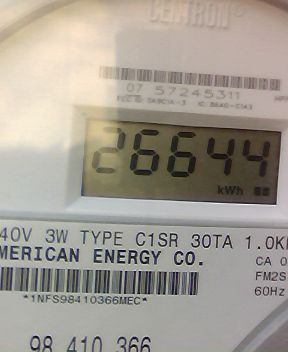 CENTRON
07 57245311
26644
kWh
40V 3W TYPE C1SR 30TA 1.0K
MERICAN ENERGY CO.
CA 0
FM2S
60Hz
*1NFS98410366MEC*
98 410 366